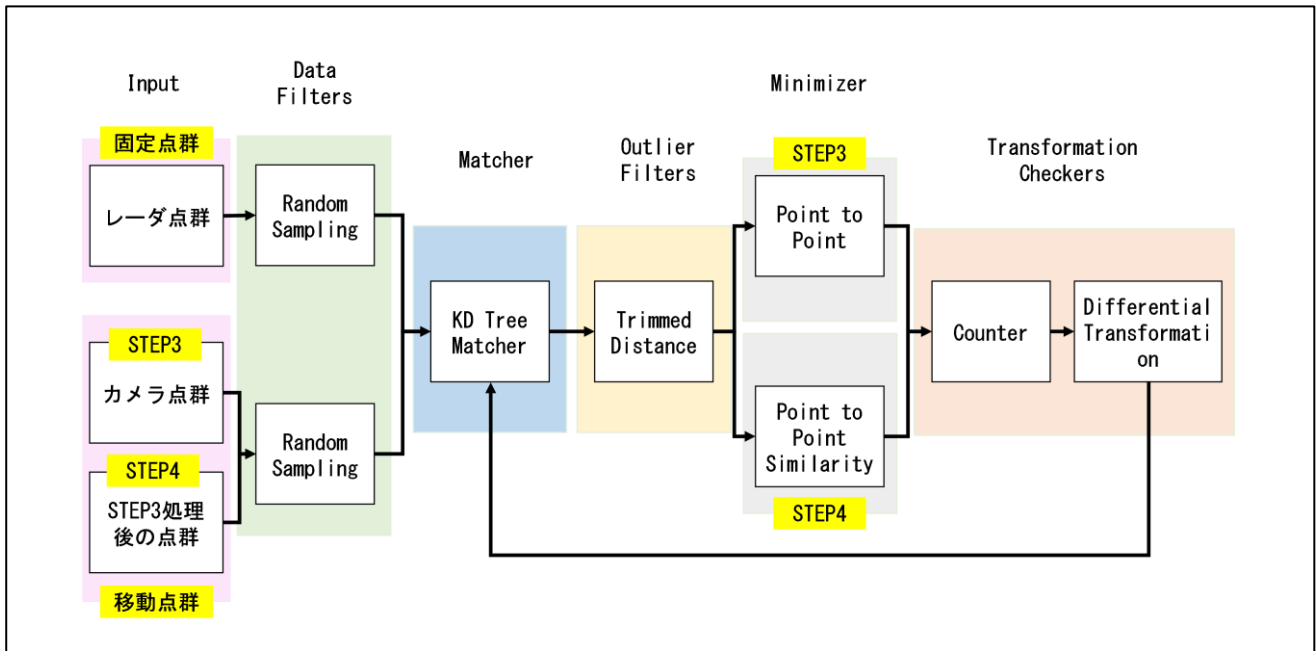 Input
Data
Filters
Matcher
Outlier
Filters
Minimizer
Transformation
Checkers
固定点群
レーダ点群
Random
Sampling
STEP3
カメラ点群
STEP4
STEP3処理
後の点群
移動点群
Random
Sampling
KD Tree
Matcher
Trimmed
Distance
STEP3
Point to
Point
Point to
Point
Similarity
STEP4
Counter
Differential
Transformati
on